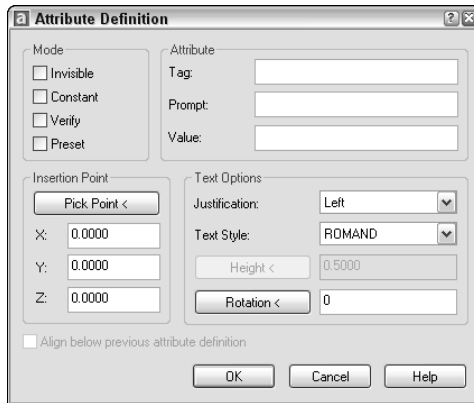 a Attribute Definition
Mode
Invisible
Constant
Verify
Preset
Attribute
Tag:
Prompt:
Value:
Insertion Point
Pick Point <
X: 0.0000
Y: 0.0000
Z: 0.0000
Text Options
Justification: Left
Text Style: ROMAND
Height < 0.5000
Rotation < 0
Align below previous attribute definition
OK Cancel Help